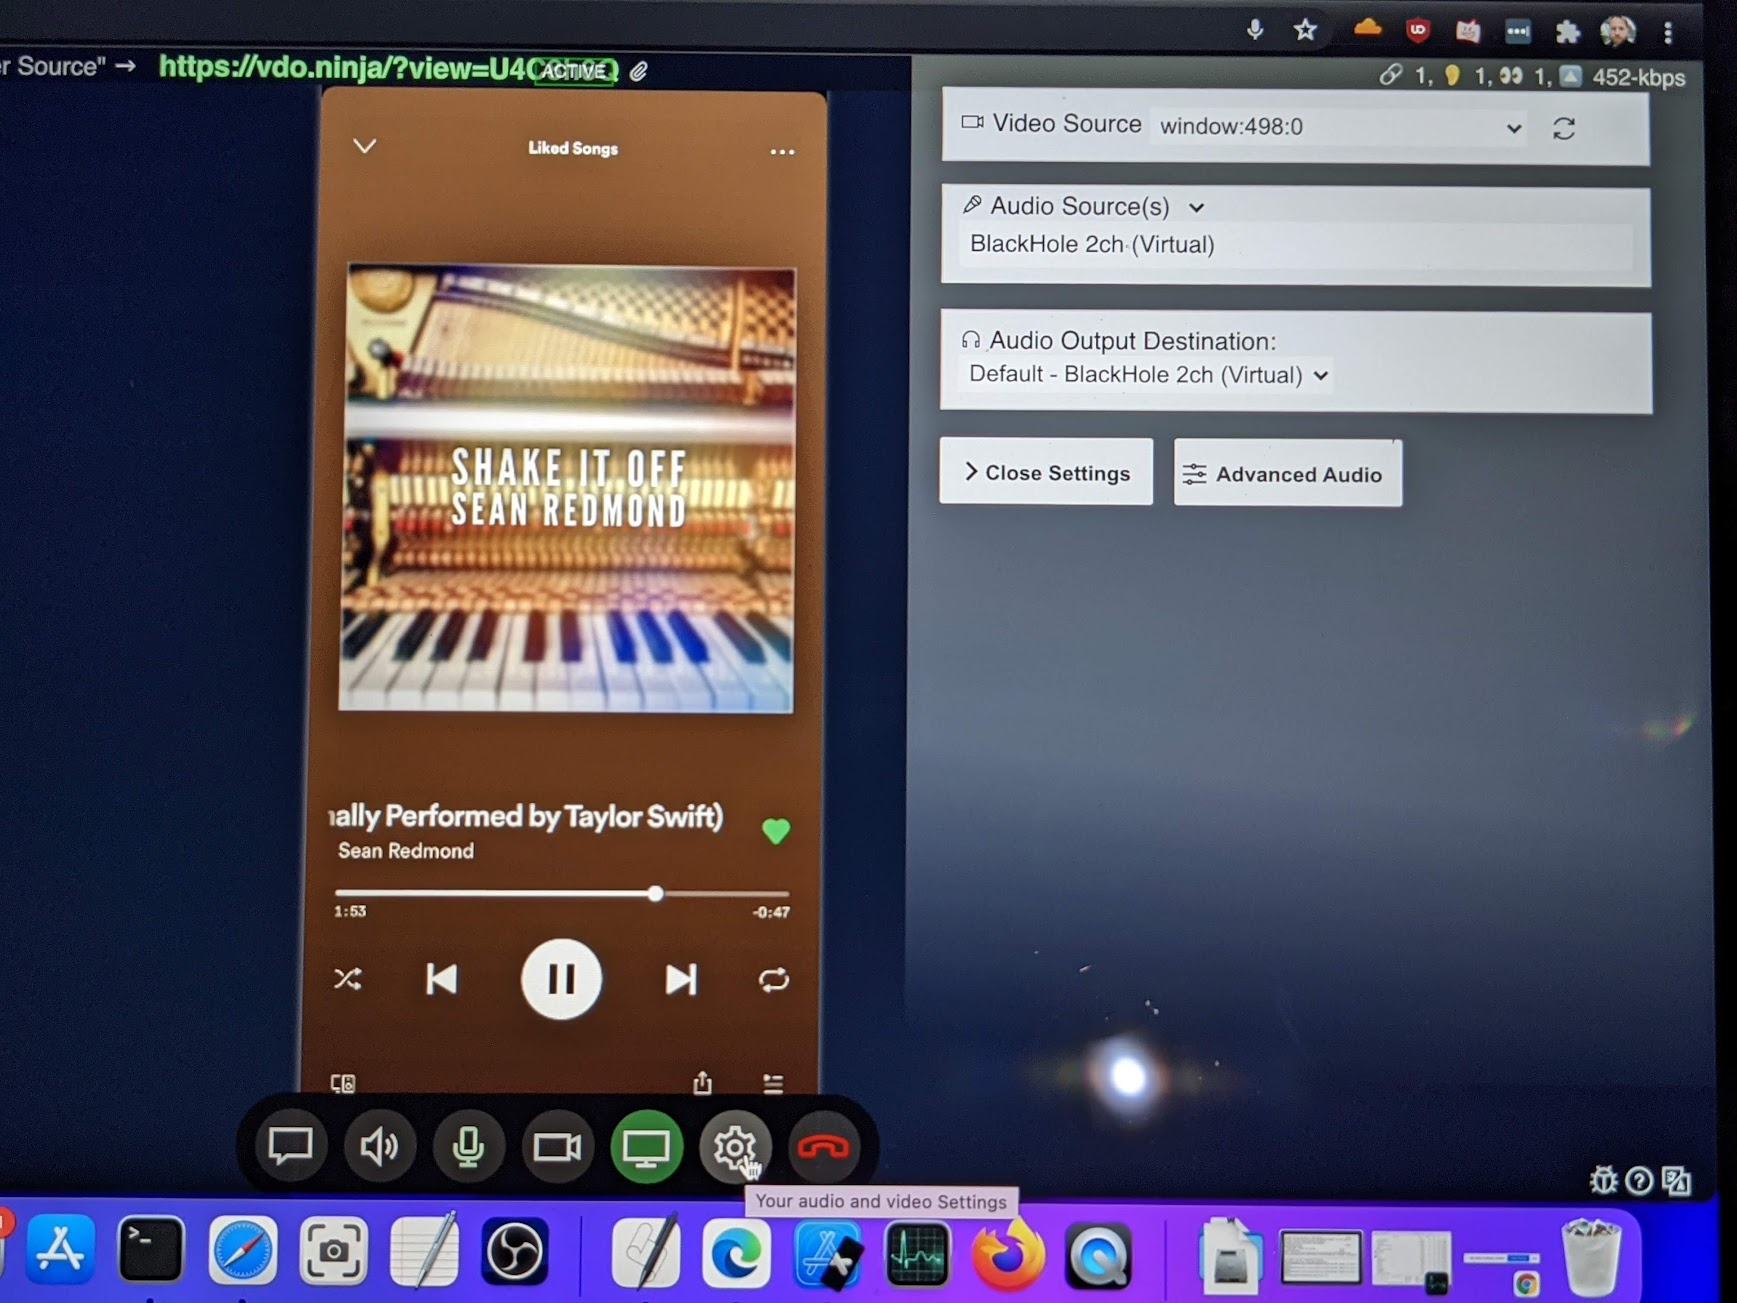 r Source" → https://vdo.ninja/?view=U4
ACTIVE
1, 1, 1, 452-kbps
Liked Songs
SHAKE IT OFF
SEAN REDMOND
nally Performed by Taylor Swift)
Sean Redmond
1:53
-0:47
Video Source window:498:0
Audio Source(s)
BlackHole 2ch (Virtual)
Audio Output Destination:
Default - BlackHole 2ch (Virtual)
Close Settings
Advanced Audio
Your audio and video Settings